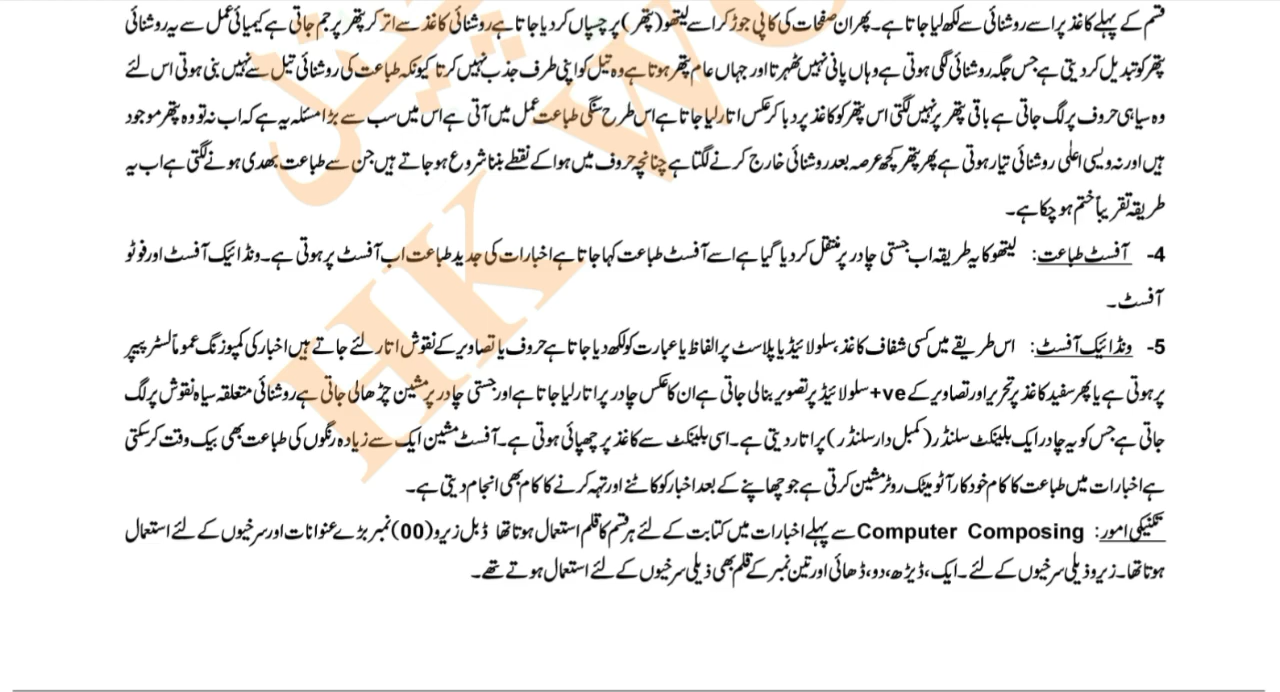 قسم کے پہلے کاغذ پر اسے روشنائی سے لکھ لیا جاتا ہے۔ پھر ان صفحات کی کاپی جوڑ کر اسے لیتھو (پتھر) پر چسپاں کر دیا جاتا ہے روشنائی کاغذ سے اتر کر پتھر پر جم جاتی ہے کیمیائی عمل سے یہ روشنائی
پتھر کو تبدیل کر دیتی ہے جس جگہ روشنائی لگی ہوتی ہے وہاں پانی نہیں ٹھہرتا اور جہاں عام پتھر ہوتا ہے وہ تیل کو اپنی طرف جذب نہیں کرتا کیونکہ طباعت کی روشنائی تیل سے نہیں بنی ہوتی اس لئے
وہ سیاہی حروف پر لگ جاتی ہے باقی پتھر پر نہیں لگتی اس پتھر کو کاغذ پر دبا کر عکس اتار لیا جاتا ہے اس طرح سنگی طباعت عمل میں آتی ہے اس میں سب سے بڑا مسئلہ یہ ہے کہ اب نہ تو وہ پتھر موجود
ہیں اور نہ ویسی اعلٰی روشنائی تیار ہوتی ہے پھر پتھر کچھ عرصہ بعد روشنائی خارج کرنے لگتا ہے چنانچہ حروف میں ہوا کے نقطے بننا شروع ہو جاتے ہیں جن سے طباعت بھدی ہونے لگتی ہے اب یہ
طریقہ تقریباً ختم ہو چکا ہے۔
4- آفسٹ طباعت: لیتھو کا یہ طریقہ اب جستی چادر پر منتقل کر دیا گیا ہے اسے آفسٹ طباعت کہا جاتا ہے اخبارات کی جدید طباعت اب آفسٹ پر ہوتی ہے۔ ونڈائیک آفسٹ اور فوٹو
آفسٹ۔
5- ونڈائیک آفسٹ: اس طریقے میں کسی شفاف کاغذ، سلولائیڈ یا پلاسٹ پر الفاظ یا عبارت کو لکھ دیا جاتا ہے حروف یا تصاویر کے نقوش اتار لئے جاتے ہیں اخبار کی کمپوزنگ عموماً لسٹر پیپر
پر ہوتی ہے یا پھر سفید کاغذ پر تحریر اور تصاویر کے +ve سلولائیڈ پر تصویر بنالی جاتی ہے ان کا عکس چادر پر اتار لیا جاتا ہے اور جستی چادر پر مشین چڑھالی جاتی ہے روشنائی متعلقہ سیاہ نقوش پر لگ
جاتی ہے جس کو یہ چادر ایک بلینکٹ سلنڈر (کمبل دار سلنڈر) پر اتار دیتی ہے۔ اسی بلینکٹ سے کاغذ پر چھپائی ہوتی ہے۔ آفسٹ مشین ایک سے زیادہ رنگوں کی طباعت بھی بیک وقت کر سکتی
ہے اخبارات میں طباعت کا کام خود کار آٹو میٹک روٹر مشین کرتی ہے جو چھاپنے کے بعد اخبار کو کاٹنے اور تہہ کرنے کا کام بھی انجام دیتی ہے۔
تکنیکی امور: Computer Composing سے پہلے اخبارات میں کتابت کے لئے ہر قسم کا قلم استعمال ہوتا تھا ڈبل زیرو (00) نمبر بڑے عنوانات اور سرخیوں کے لئے استعمال
ہوتا تھا۔ زیرو ذیلی سرخیوں کے لئے۔ ایک، ڈیڑھ، دو، ڈھائی اور تین نمبر کے قلم بھی ذیلی سرخیوں کے لئے استعمال ہوتے تھے۔